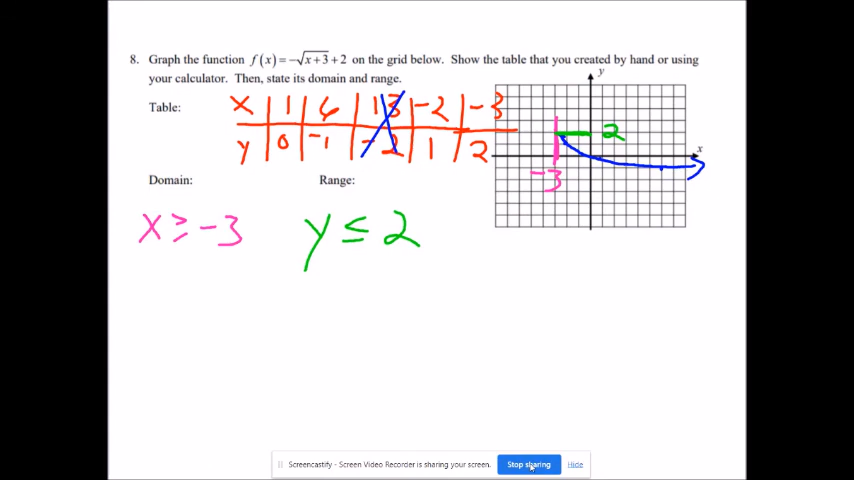 8. Graph the function f(x) = −√x+3 + 2 on the grid below. Show the table that you created by hand or using
your calculator. Then, state its domain and range.
y
Table:
x | 1 | 6 | 13 | -2 | -3
y | 0 | -1 | -2 | 1 | 2
2
x
-3
Domain: Range:
x ≥ -3 y ≤ 2
Screencastify - Screen Video Recorder is sharing your screen. Stop sharing Hide